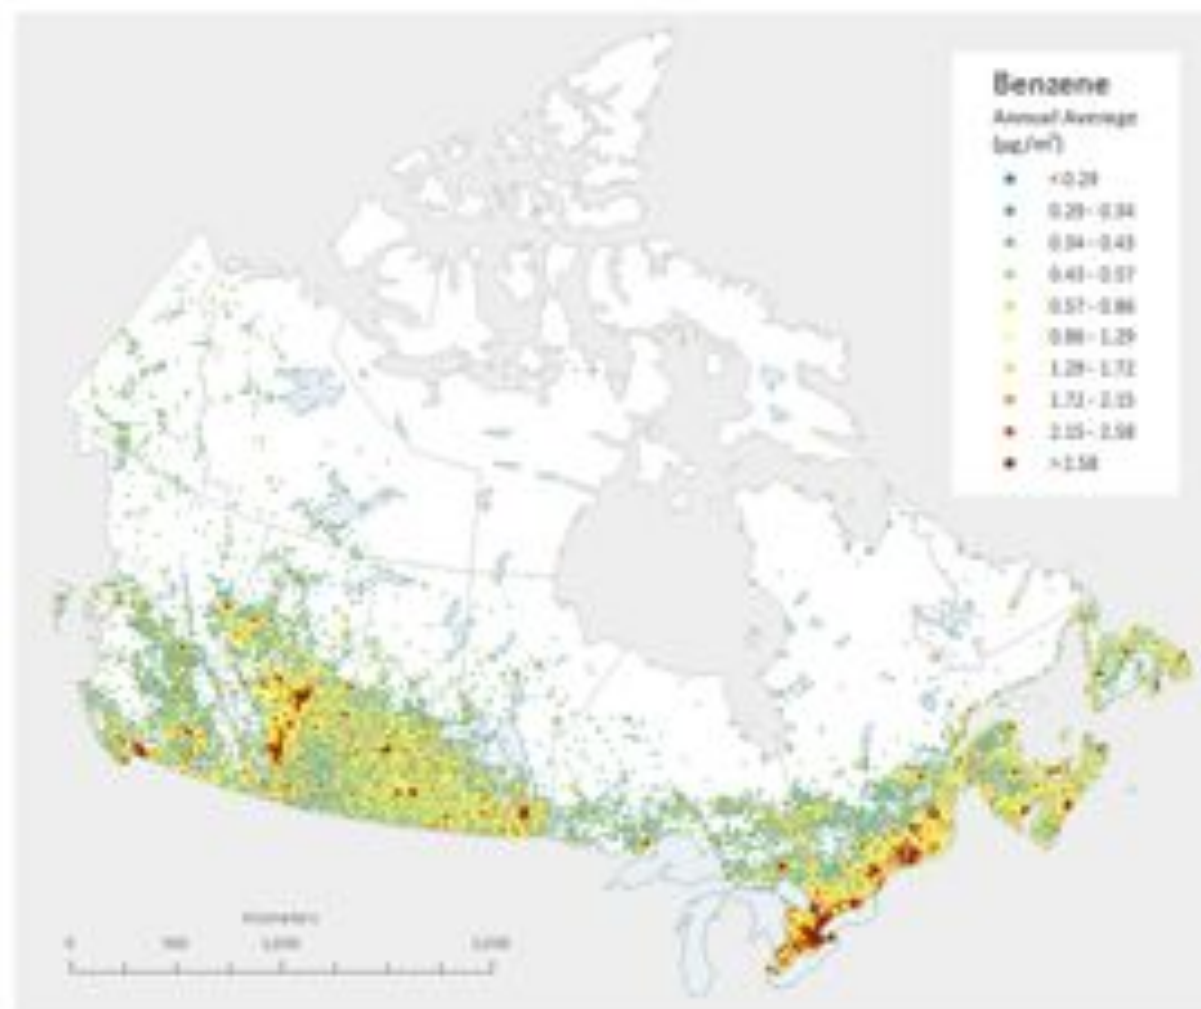 Benzene
Annual Average
(µg/m³)
<0.29
0.29 - 0.34
0.34 - 0.43
0.43 - 0.57
0.57 - 0.86
0.86 - 1.29
1.29 - 1.72
1.72 - 2.15
2.15 - 2.58
>2.58
Kilometers
0 500 1,000